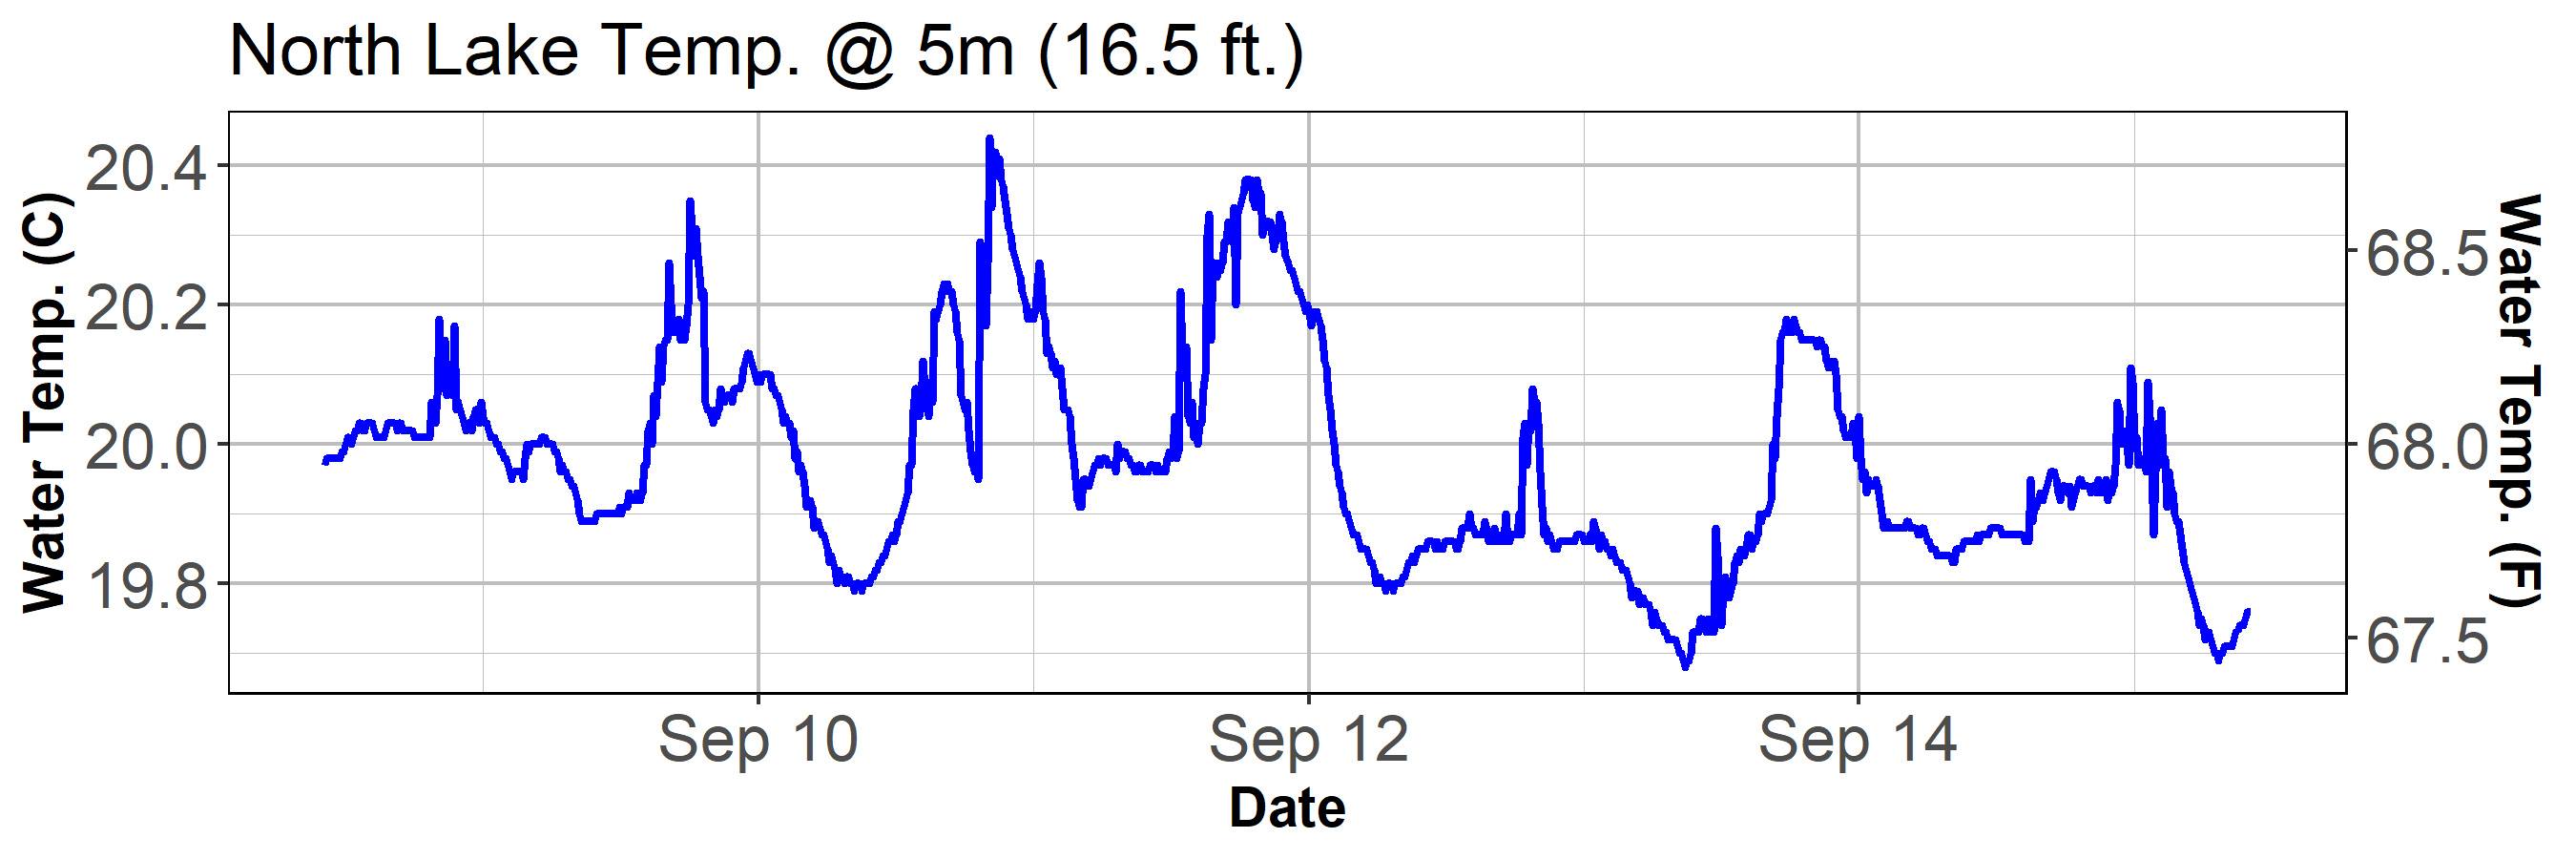 North Lake Temp. @ 5m (16.5 ft.)
Water Temp. (C)
20.4
20.2
20.0
19.8
68.5
68.0
67.5
Water Temp. (F)
Sep 10 Sep 12 Sep 14
Date